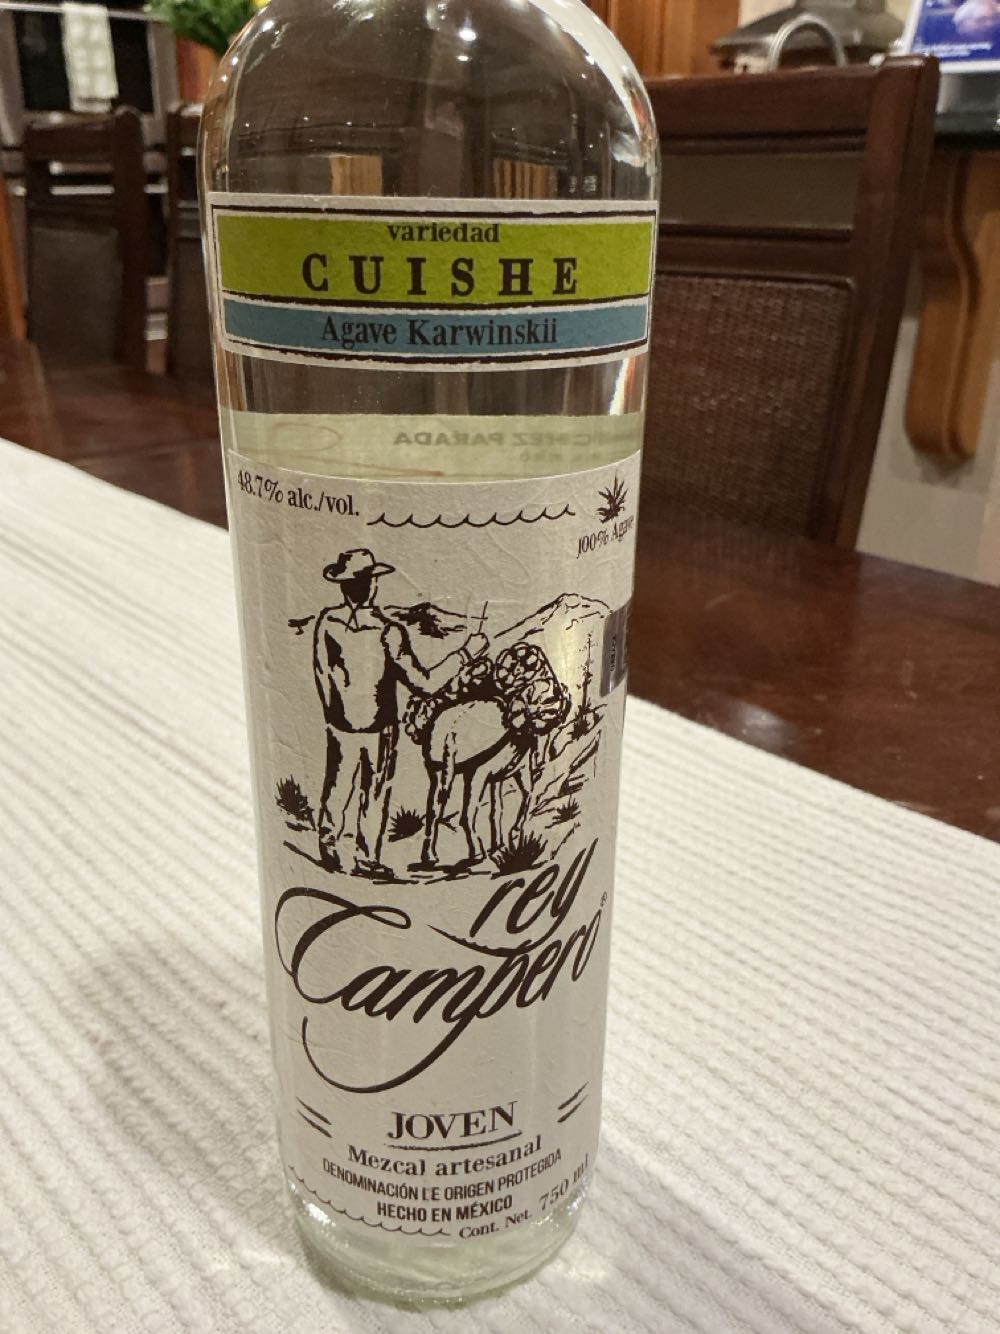 variedad
CUISHE
Agave Karwinskii
PARADA
48.7% alc./vol.
100% Agave
rey
Campero®
JOVEN
Mezcal artesanal
DENOMINACIÓN DE ORIGEN PROTEGIDA
HECHO EN MÉXICO
Cont. Net. 750 ml